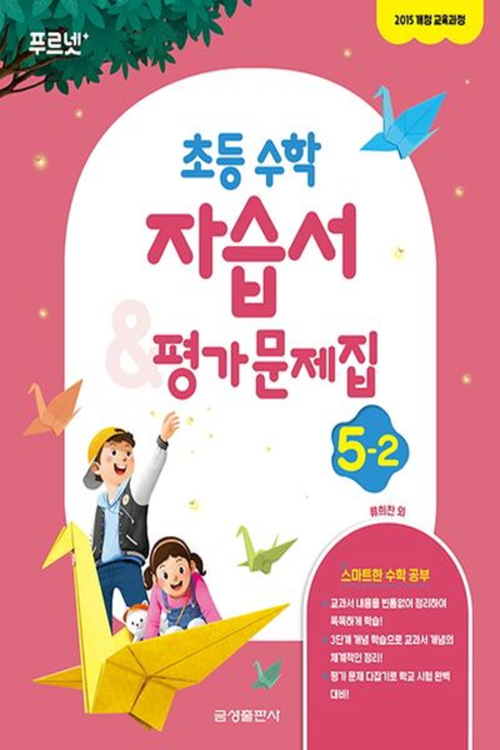 푸르넷+
2015 개정 교육과정
초등 수학
자습서
&평가 문제집
5-2
류희찬 외
스마트한 수학 공부
교과서 내용을 빈틈없이 정리하여
똑똑하게 학습!
3단계 개념 학습으로 교과서 개념의
체계적인 정리!
평가 문제 다잡기로 학교 시험 완벽
대비!
금성출판사